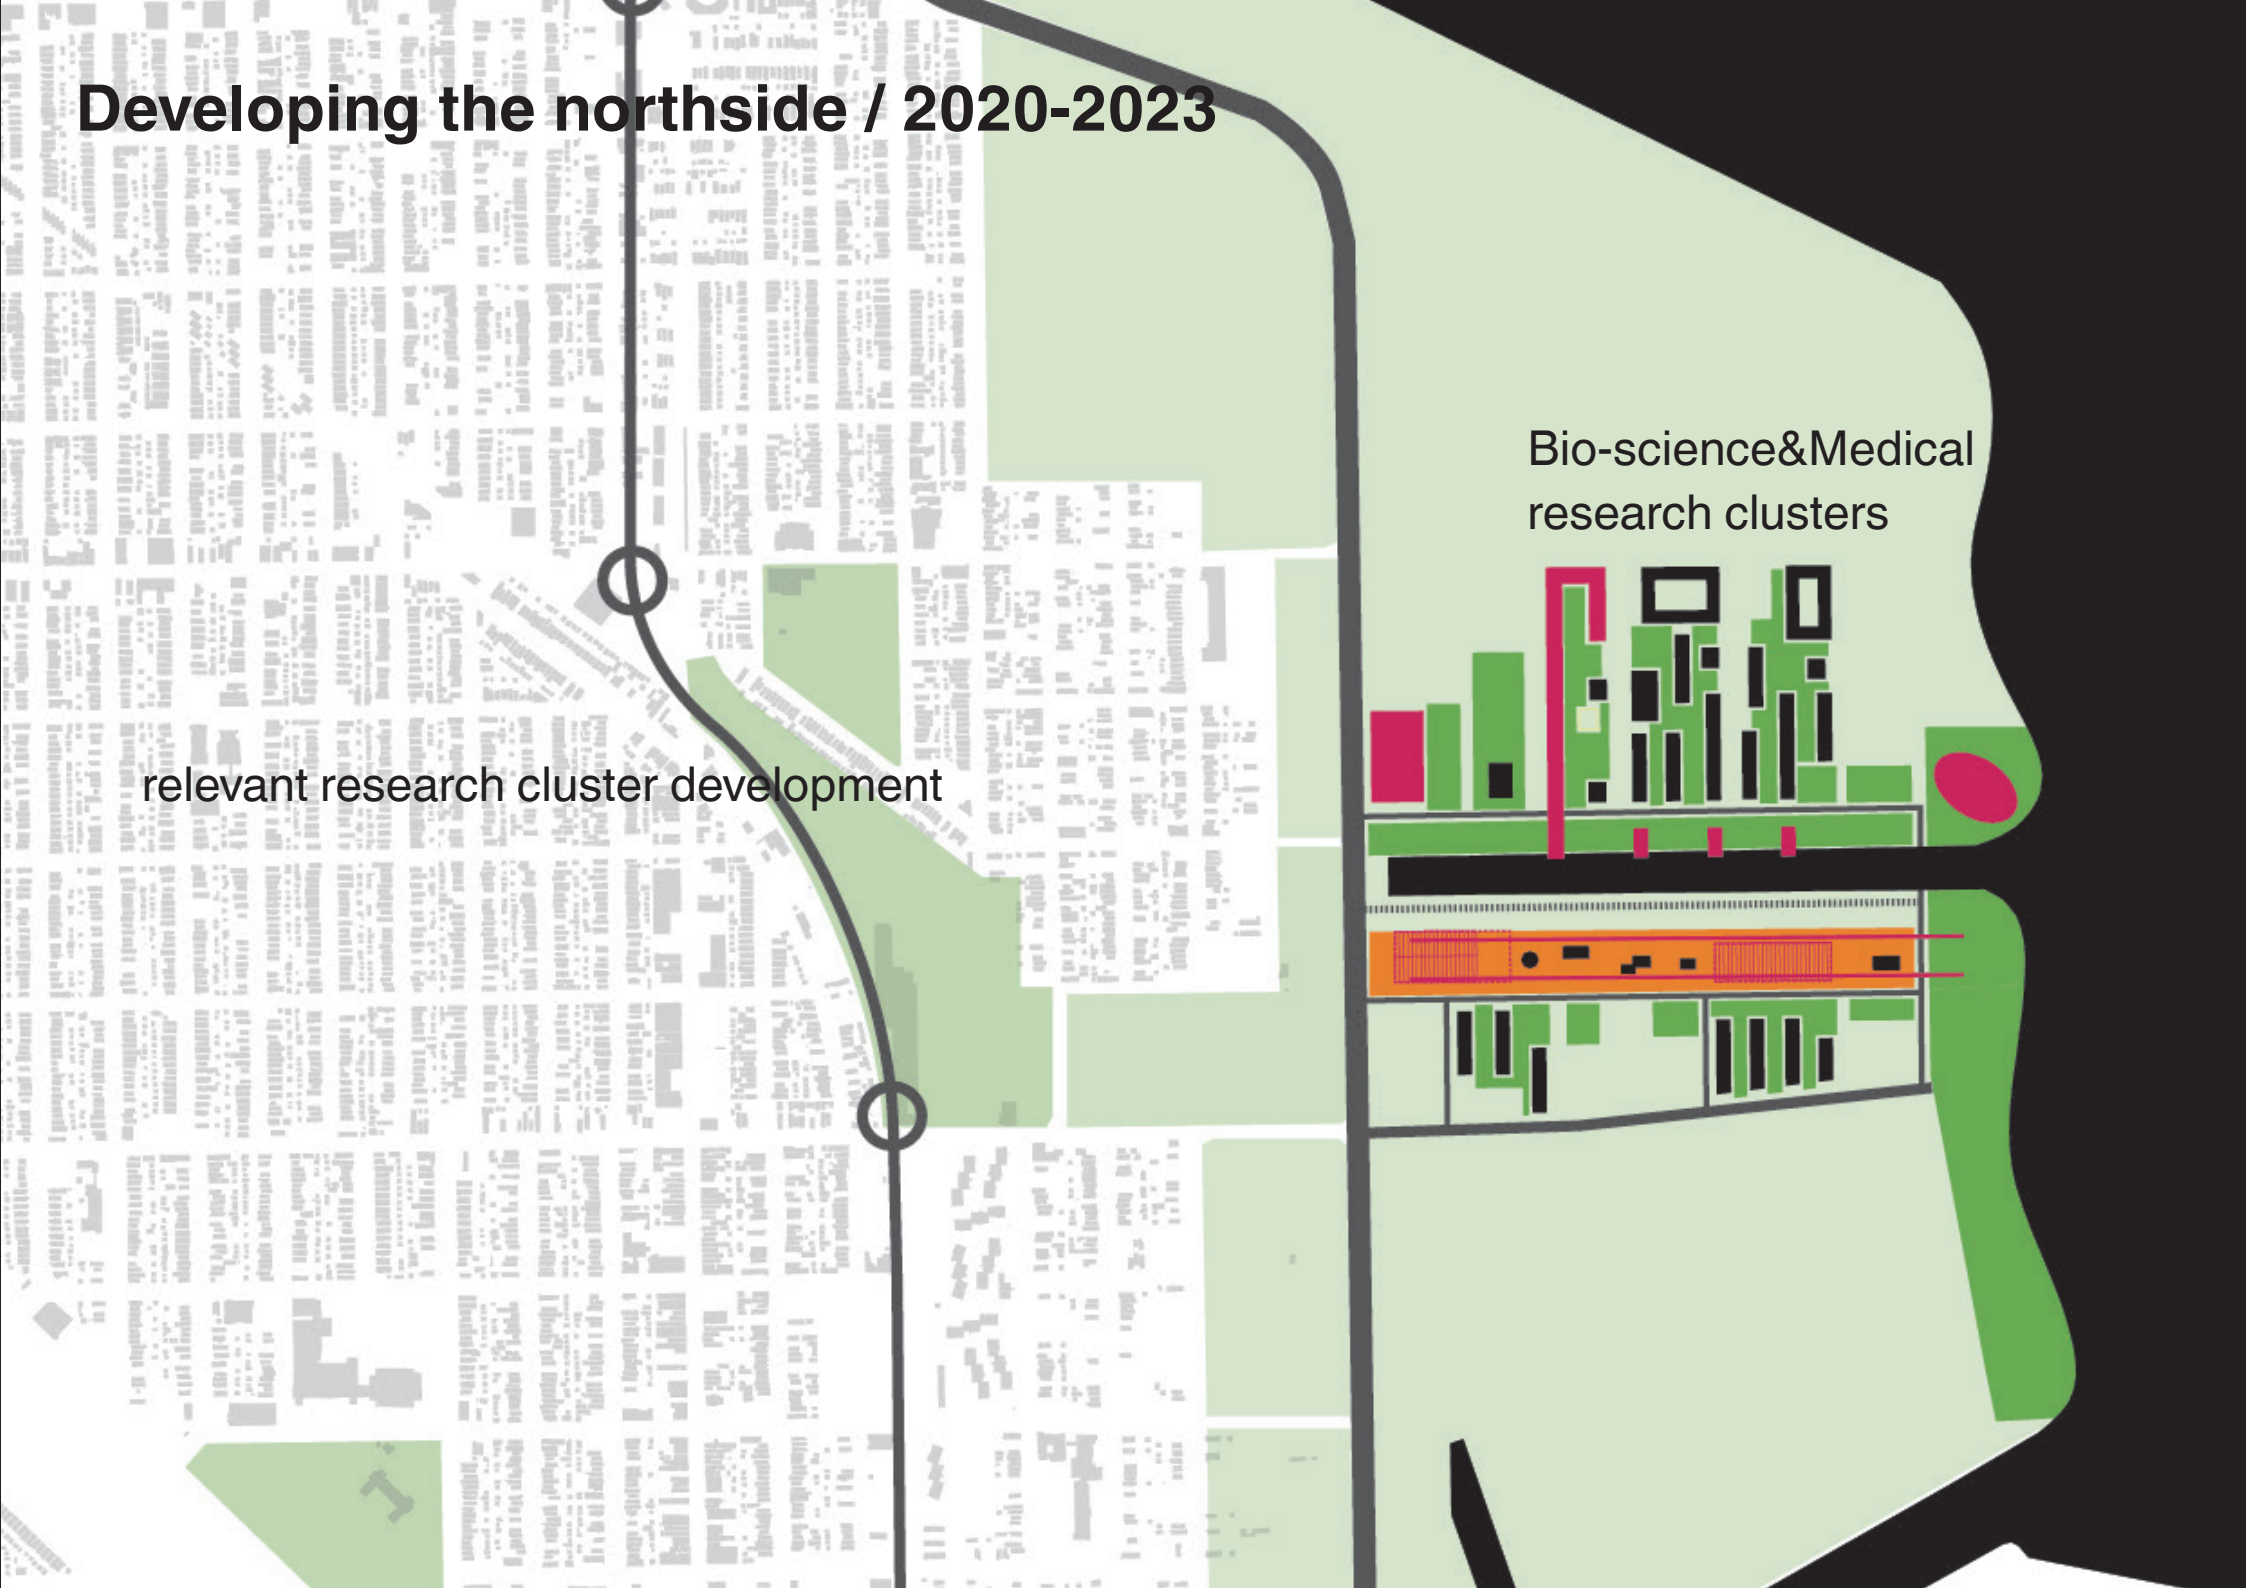 Developing the northside / 2020-2023
Bio-science&Medical
research clusters
relevant research cluster development